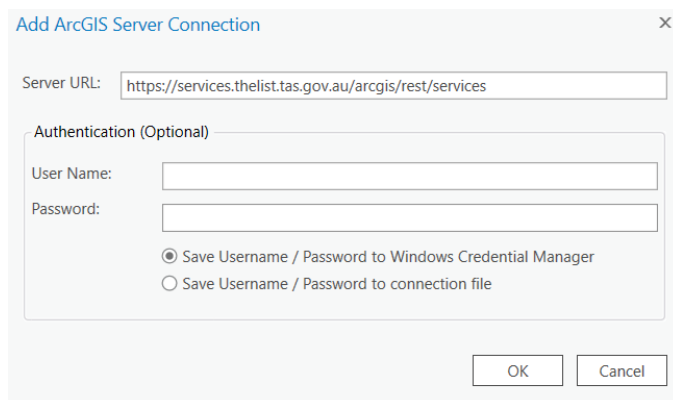 Add ArcGIS Server Connection
Server URL: https://services.thelist.tas.gov.au/arcgis/rest/services
Authentication (Optional)
User Name:
Password:
Save Username / Password to Windows Credential Manager
Save Username / Password to connection file
OK Cancel